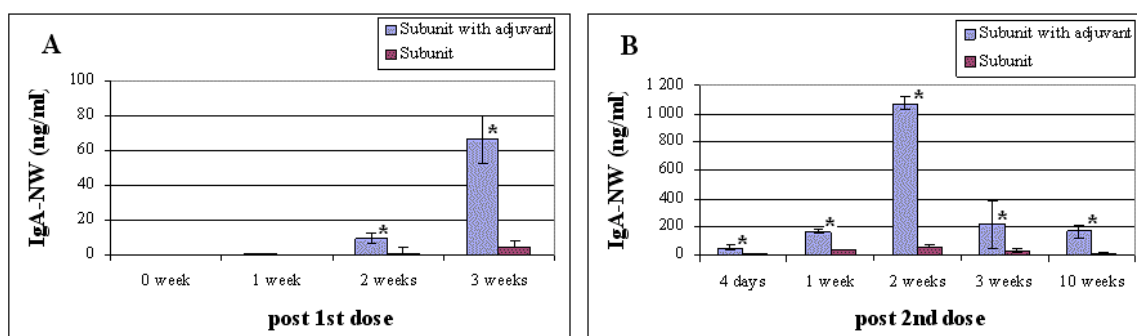 A
Subunit with adjuvant
Subunit
IgA-NW (ng/ml)
100
80
60
40
20
0
*
*
0 week
1 week
2 weeks
3 weeks
post 1st dose
B
Subunit with adjuvant
Subunit
IgA-NW (ng/ml)
1 000
1 200
800
600
400
200
0
*
*
*
*
*
4 days
1 week
2 weeks
3 weeks
10 weeks
post 2nd dose